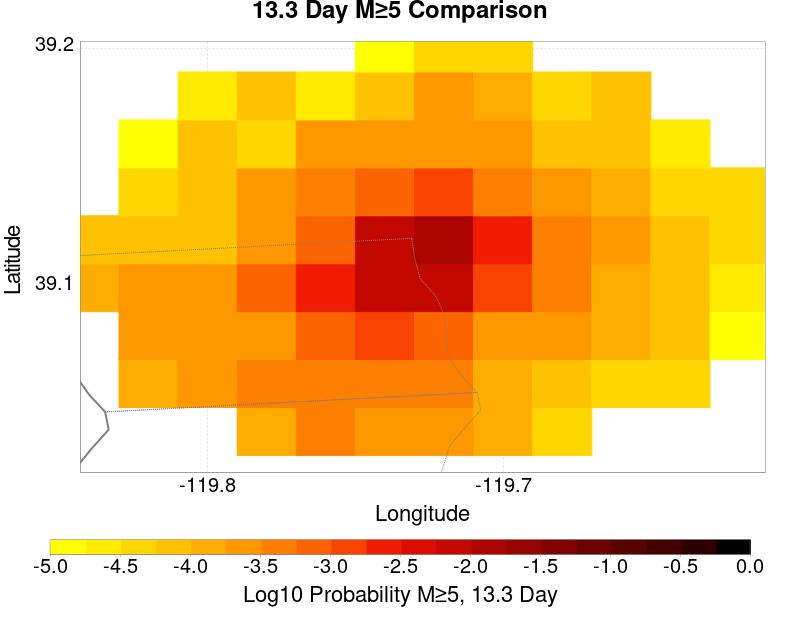 13.3 Day M≥5 Comparison
39.2
39.1
Latitude
-119.8 -119.7
Longitude
-5.0 -4.5 -4.0 -3.5 -3.0 -2.5 -2.0 -1.5 -1.0 -0.5 0.0
Log10 Probability M≥5, 13.3 Day